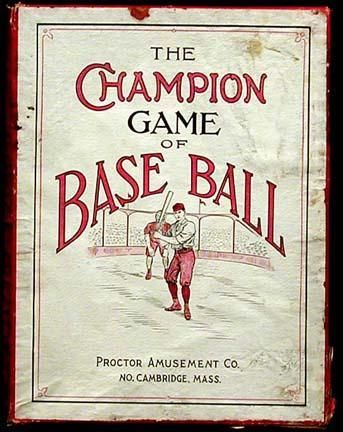 THE
CHAMPION
GAME
OF
BASE BALL
PROCTOR AMUSEMENT CO.
NO. CAMBRIDGE, MASS.